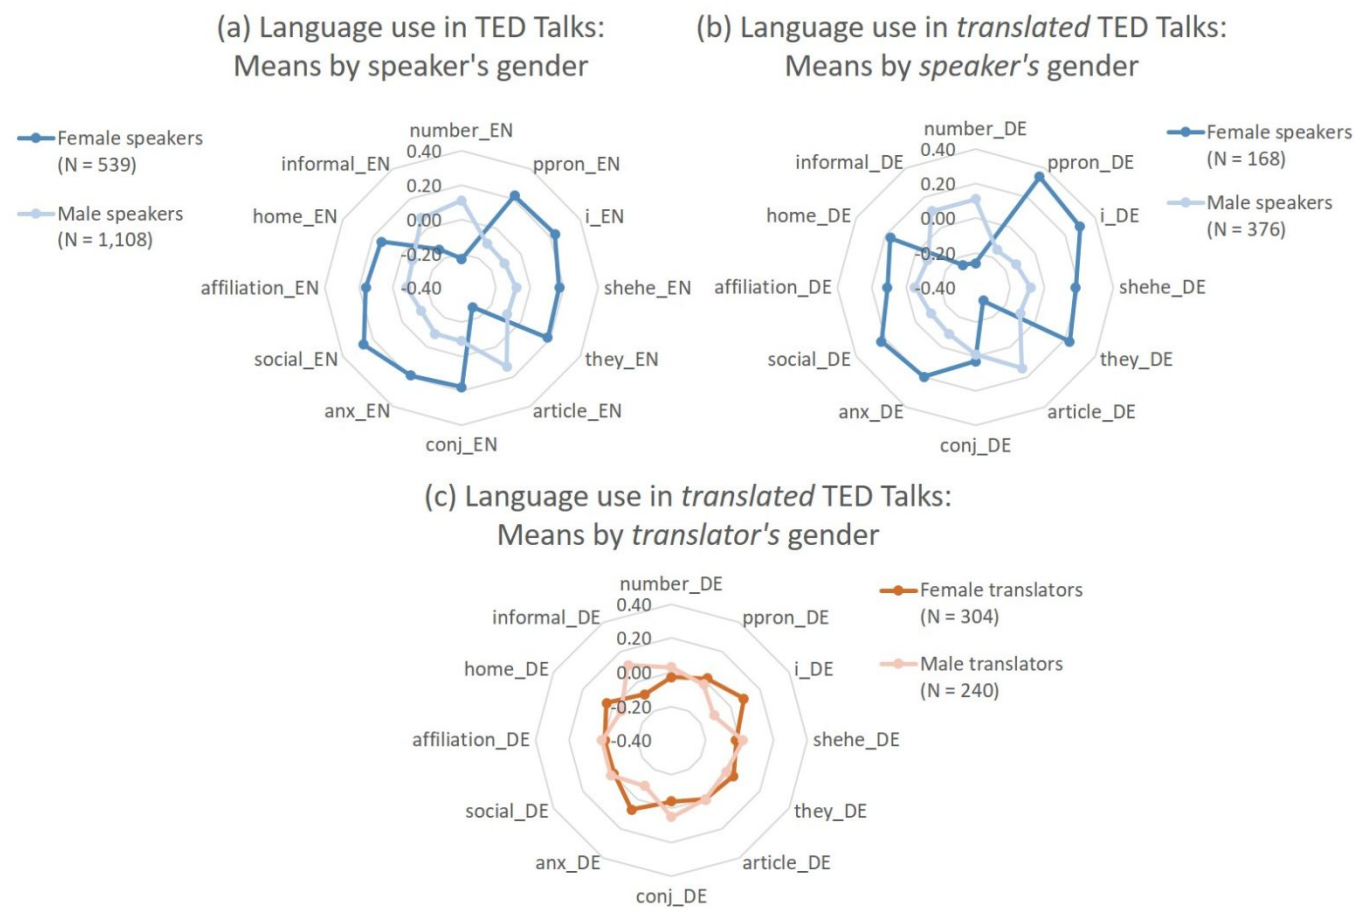 (a) Language use in TED Talks:
Means by speaker's gender
Female speakers
(N = 539)
Male speakers
(N = 1,108)
number_EN
ppron_EN
i_EN
shehe_EN
they_EN
article_EN
conj_EN
anx_EN
social_EN
affiliation_EN
home_EN
informal_EN
0.40
0.20
0.00
-0.20
-0.40
(b) Language use in translated TED Talks:
Means by speaker's gender
Female speakers
(N = 168)
Male speakers
(N = 376)
number_DE
ppron_DE
i_DE
shehe_DE
they_DE
article_DE
conj_DE
anx_DE
social_DE
affiliation_DE
home_DE
informal_DE
0.40
0.20
0.00
-0.20
-0.40
(c) Language use in translated TED Talks:
Means by translator's gender
Female translators
(N = 304)
Male translators
(N = 240)
number_DE
ppron_DE
i_DE
shehe_DE
they_DE
article_DE
conj_DE
anx_DE
social_DE
affiliation_DE
home_DE
informal_DE
0.40
0.20
0.00
-0.20
-0.40